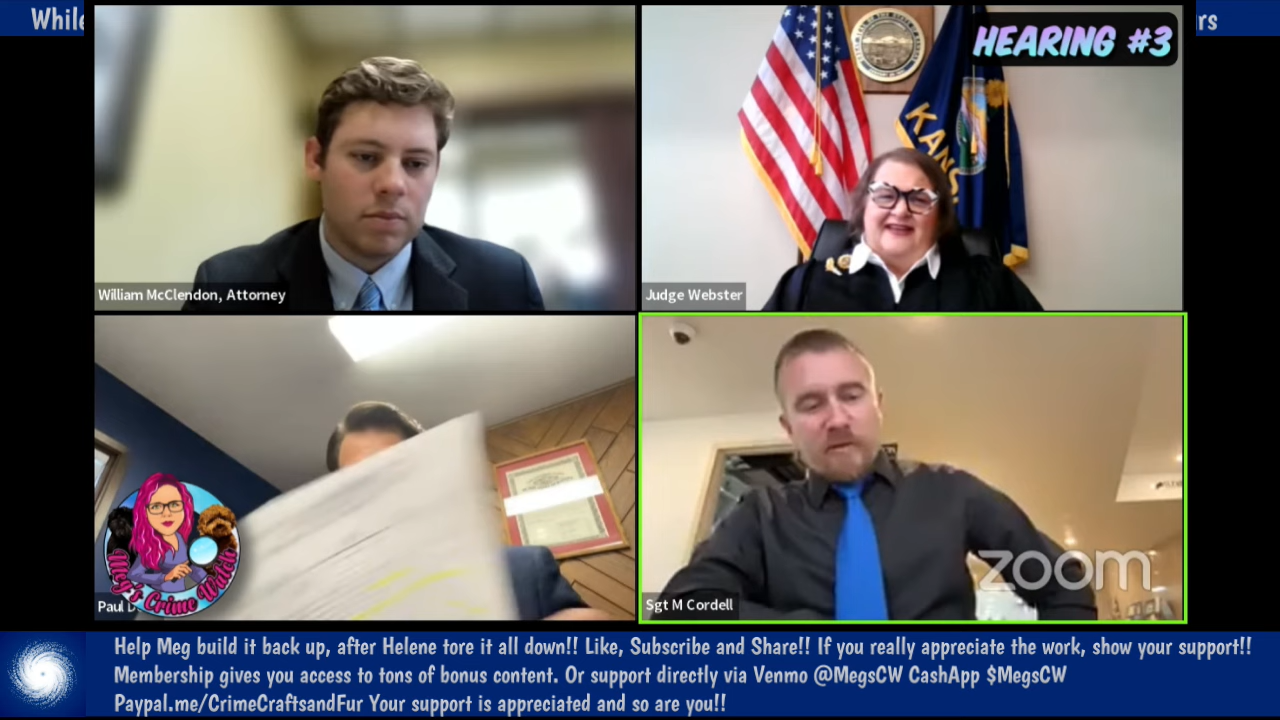 While
rs
HEARING #3
KANS
William McClendon, Attorney
Judge Webster
Meg's Crime Watch
Paul D
Sgt M Cordell
zoom
Help Meg build it back up, after Helene tore it all down!! Like, Subscribe and Share!! If you really appreciate the work, show your support!!
Membership gives you access to tons of bonus content. Or support directly via Venmo @MegsCW CashApp $MegsCW
Paypal.me/CrimeCraftsandFur Your support is appreciated and so are you!!